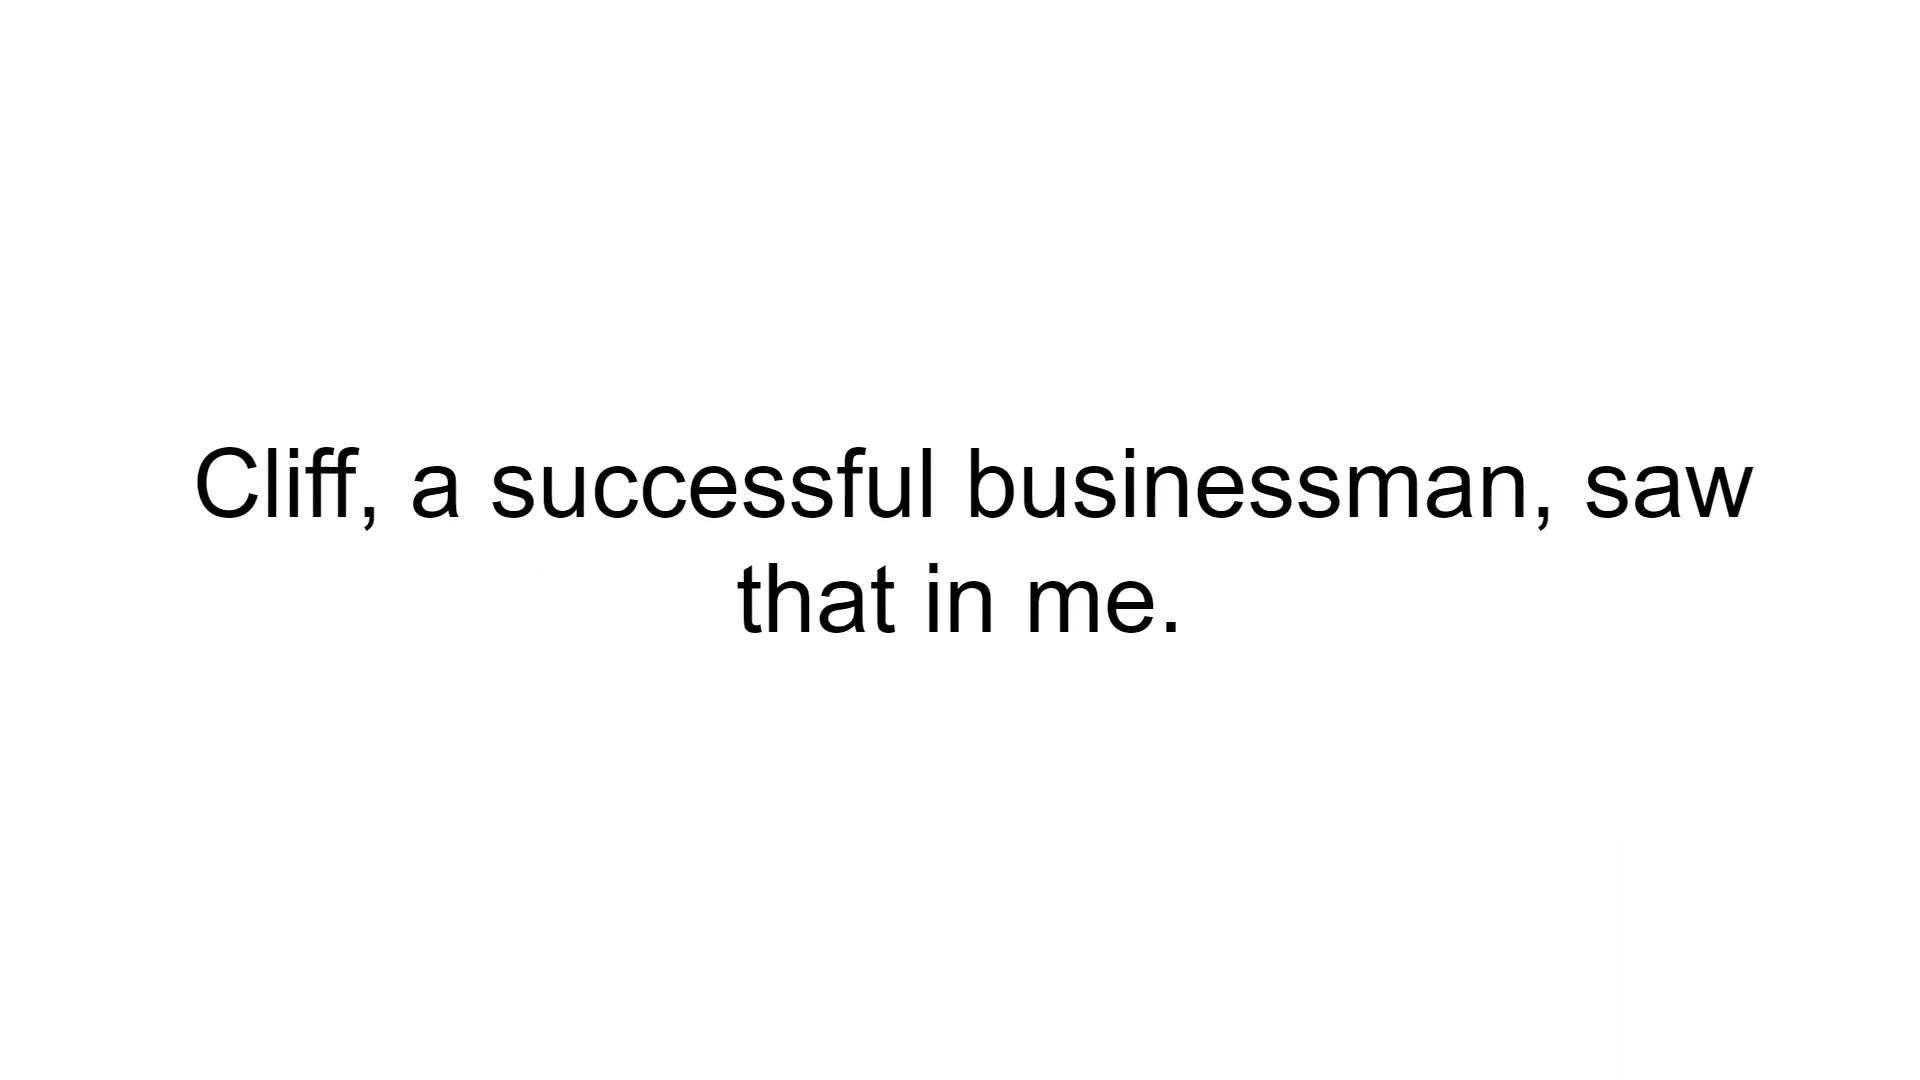 Cliff, a successful businessman, saw
that in me.